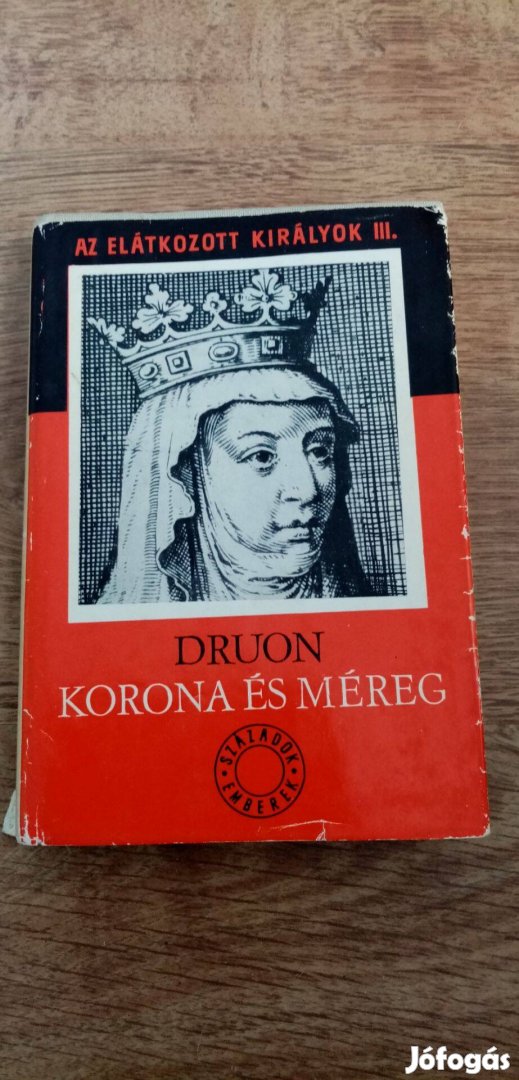 AZ ELÁTKOZOTT KIRÁLYOK III.
DRUON
KORONA ÉS MÉREG
SZÁZADOK
EMBEREK
Jófogás